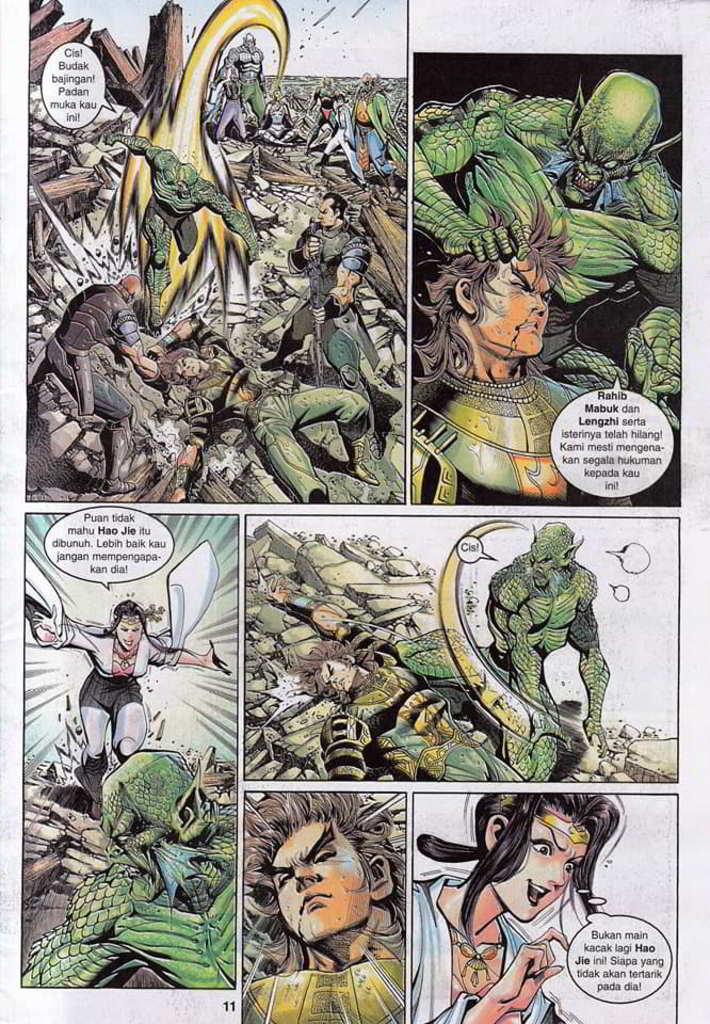 Cis!
Budak
bajingan!
Padan
muka kau
ini!
Rahib
Mabuk dan
Lengzhi serta
isterinya telah hilang!
Kami mesti mengena-
kan segala hukuman
kepada kau
ini!
Puan tidak
mahu Hao Jie itu
dibunuh. Lebih baik kau
jangan mempengapa-
kan dia!
Cis!
Bukan main
kacak lagi Hao
Jie ini! Siapa yang
tidak akan tertarik
pada dia!
11